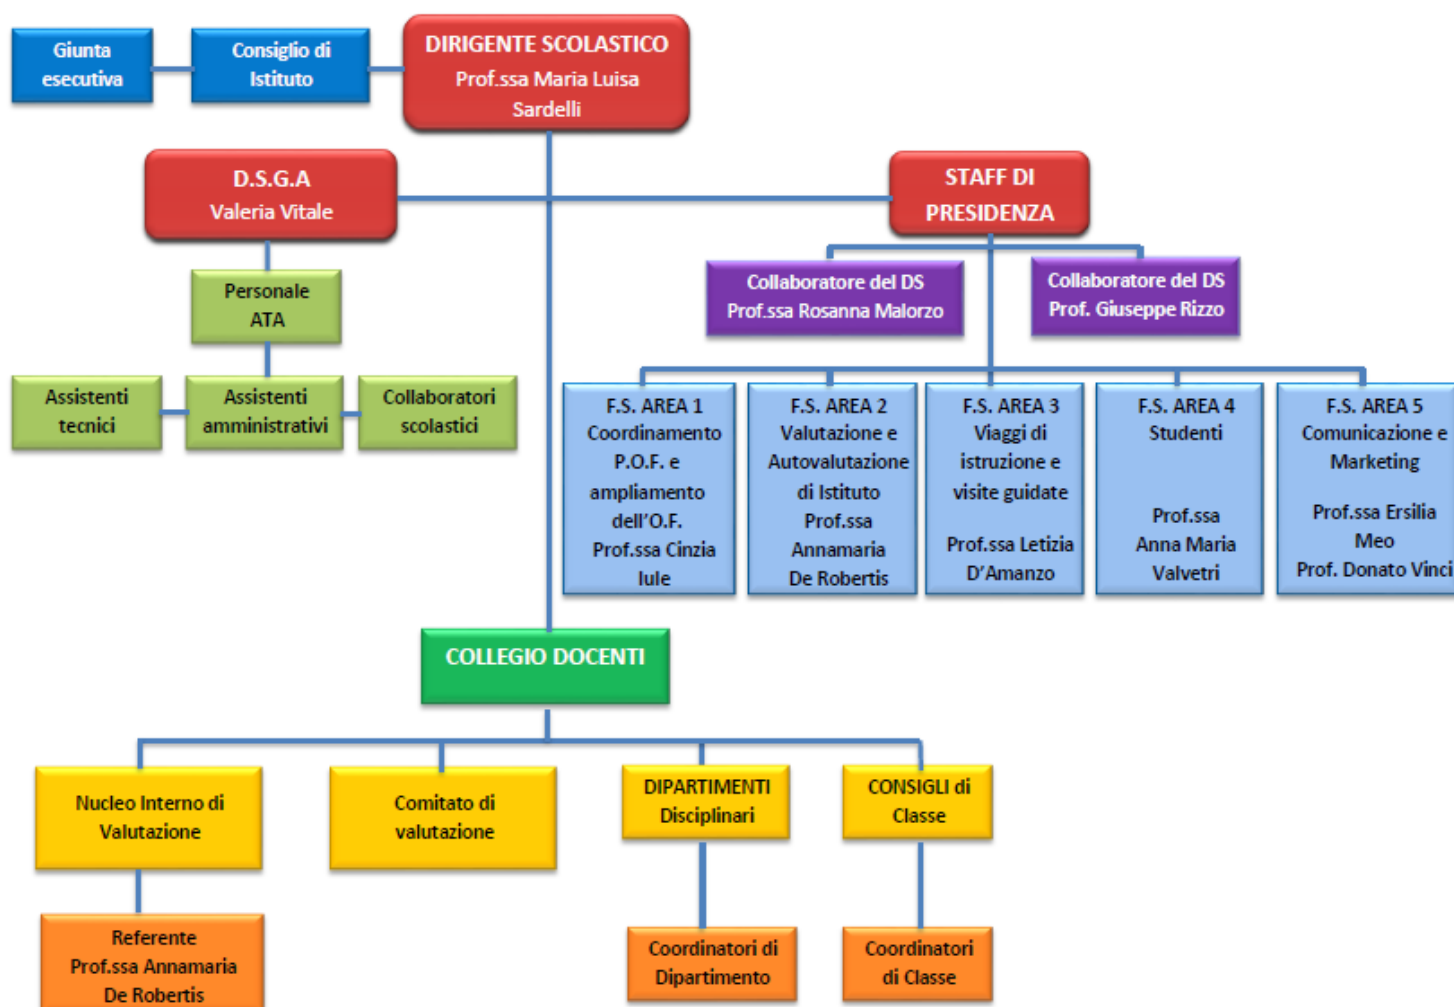 Giunta
esecutiva
Consiglio di
Istituto
DIRIGENTE SCOLASTICO
Prof.ssa Maria Luisa
Sardelli
D.S.G.A
Valeria Vitale
STAFF DI
PRESIDENZA
Personale
ATA
Collaboratore del DS
Prof.ssa Rosanna Malorzo
Collaboratore del DS
Prof. Giuseppe Rizzo
Assistenti
tecnici
Assistenti
amministrativi
Collaboratori
scolastici
F.S. AREA 1
Coordinamento
P.O.F. e
ampliamento
dell'O.F.
Prof.ssa Cinzia
Iule
F.S. AREA 2
Valutazione e
Autovalutazione
di Istituto
Prof.ssa
Annamaria
De Robertis
F.S. AREA 3
Viaggi di
istruzione e
visite guidate
Prof.ssa Letizia
D'Amanzo
F.S. AREA 4
Studenti
Prof.ssa
Anna Maria
Valvetri
F.S. AREA 5
Comunicazione e
Marketing
Prof.ssa Ersilia
Meo
Prof. Donato Vinci
COLLEGIO DOCENTI
Nucleo Interno di
Valutazione
Comitato di
valutazione
DIPARTIMENTI
Disciplinari
CONSIGLI di
Classe
Referente
Prof.ssa Annamaria
De Robertis
Coordinatori di
Dipartimento
Coordinatori
di Classe